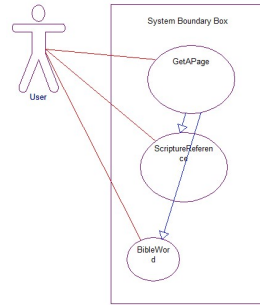 System Boundary Box
GetAPage
User
ScriptureReferen
ce
BibleWor
d